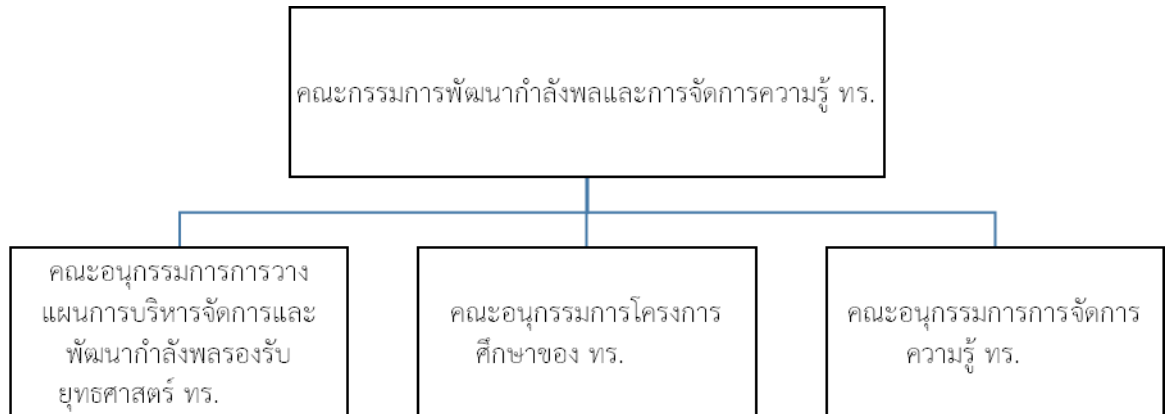 คณะกรรมการพัฒนากำลังพลและการจัดการความรู้ ทร.
คณะอนุกรรมการการวาง
แผนการบริหารจัดการและ
พัฒนากำลังพลรองรับ
ยุทธศาสตร์ ทร.
คณะอนุกรรมการโครงการ
ศึกษาของ ทร.
คณะอนุกรรมการการจัดการ
ความรู้ ทร.